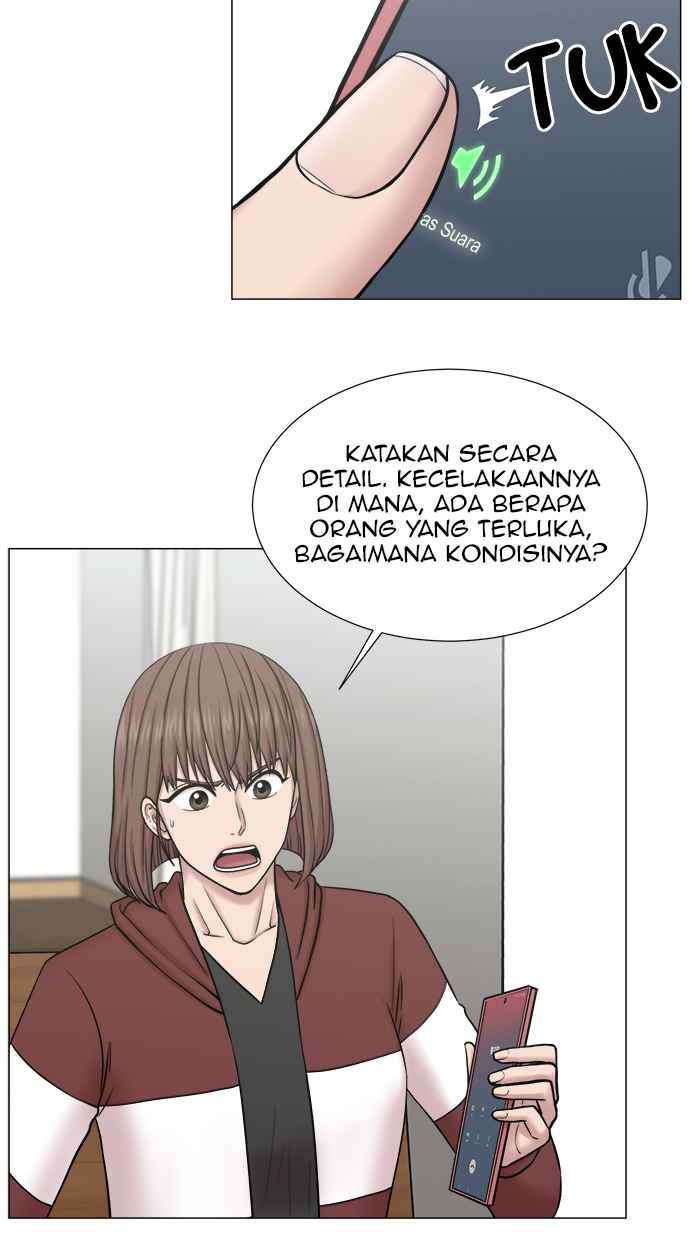 TUK
as Suara
KATAKAN SECARA
DETAIL. KECELAKAANNYA
DI MANA, ADA BERAPA
ORANG YANG TERLUKA,
BAGAIMANA KONDISINYA?